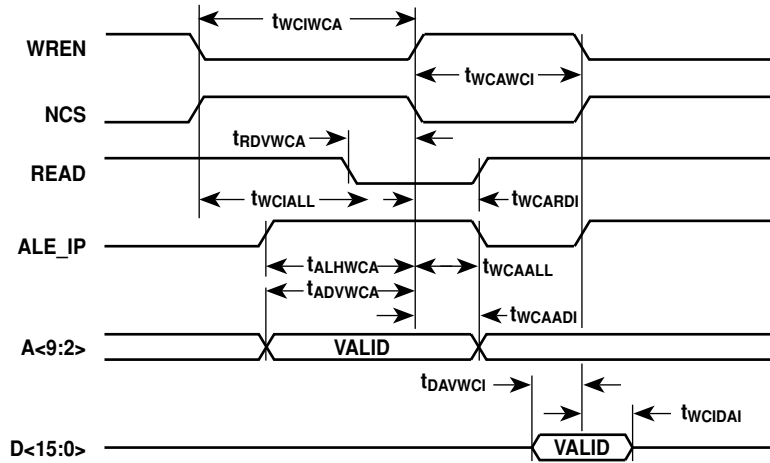 tWCIWCA
WREN
tWCAWCI
NCS
tRDVWCA
READ
tWCIALL
tWCARDI
ALE_IP
tALHWCA
tWCAALL
tADVWCA
tWCAADI
A<9:2>
VALID
tDAVWCI
tWCIDAI
D<15:0>
VALID